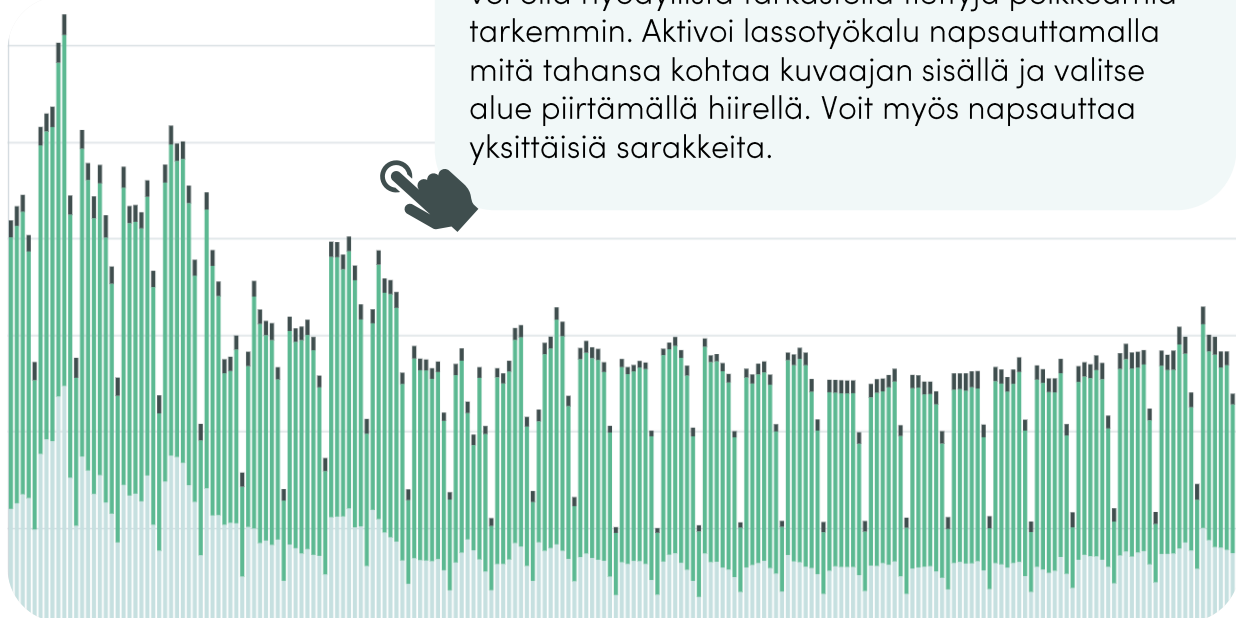 tarkemmin. Aktivoi lassotyökalu napsauttamalla
mitä tahansa kohtaa kuvaajan sisällä ja valitse
alue piirtämällä hiirellä. Voit myös napsauttaa
yksittäisiä sarakkeita.